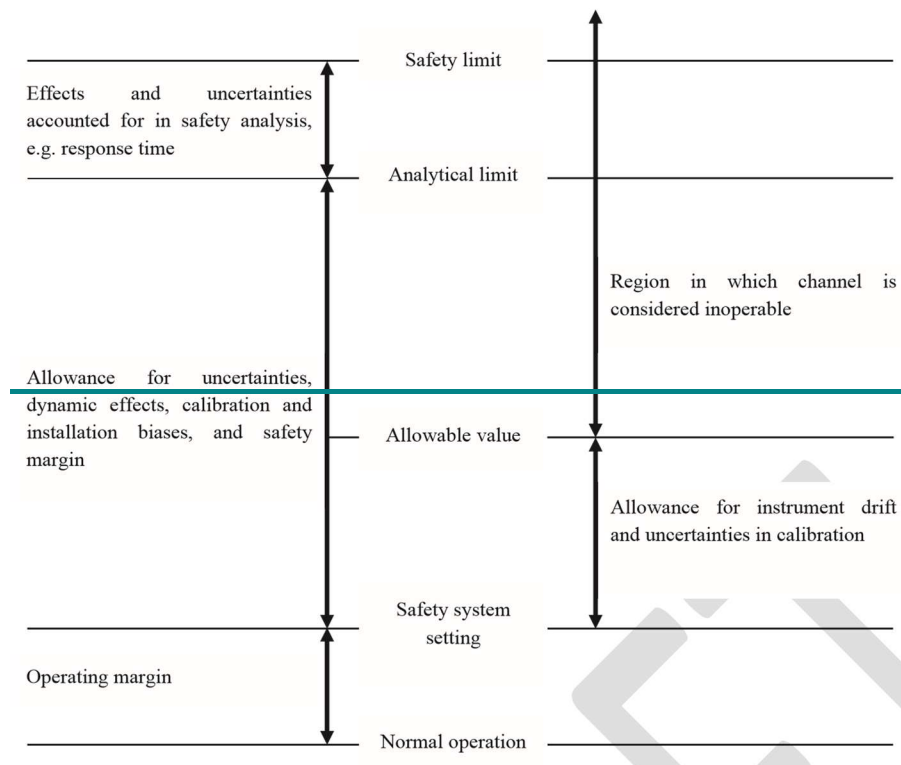 Safety limit
Effects and uncertainties
accounted for in safety analysis,
e.g. response time
Analytical limit
Region in which channel is
considered inoperable
Allowance for uncertainties,
dynamic effects, calibration and
installation biases, and safety
margin
Allowable value
Allowance for instrument drift
and uncertainties in calibration
Safety system
setting
Operating margin
Normal operation